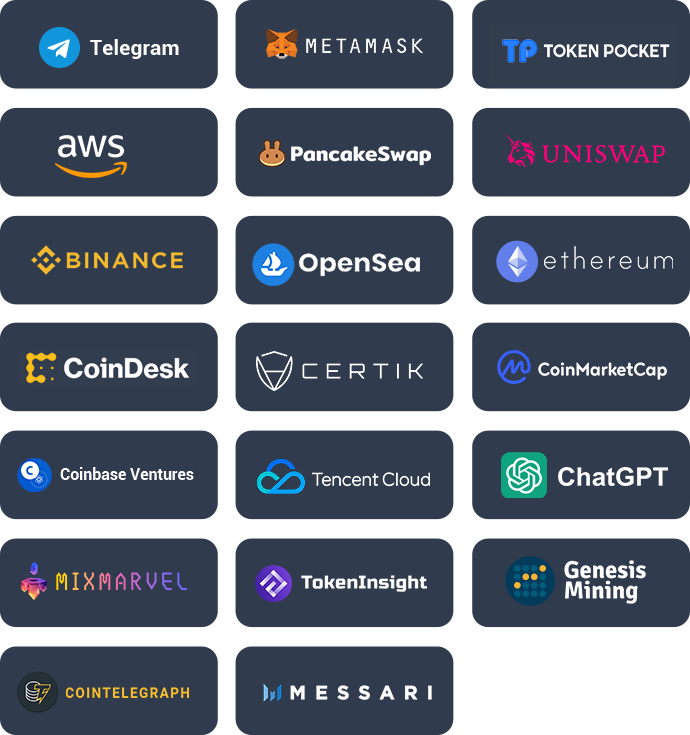 Telegram
METAMASK
TP TOKEN POCKET
aws
PancakeSwap
UNISWAP
BINANCE
OpenSea
ethereum
CoinDesk
CERTIK
CoinMarketCap
C Coinbase Ventures
Tencent Cloud
ChatGPT
MIXMARVEL
TokenInsight
Genesis
Mining
COINTELEGRAPH
MESSARI